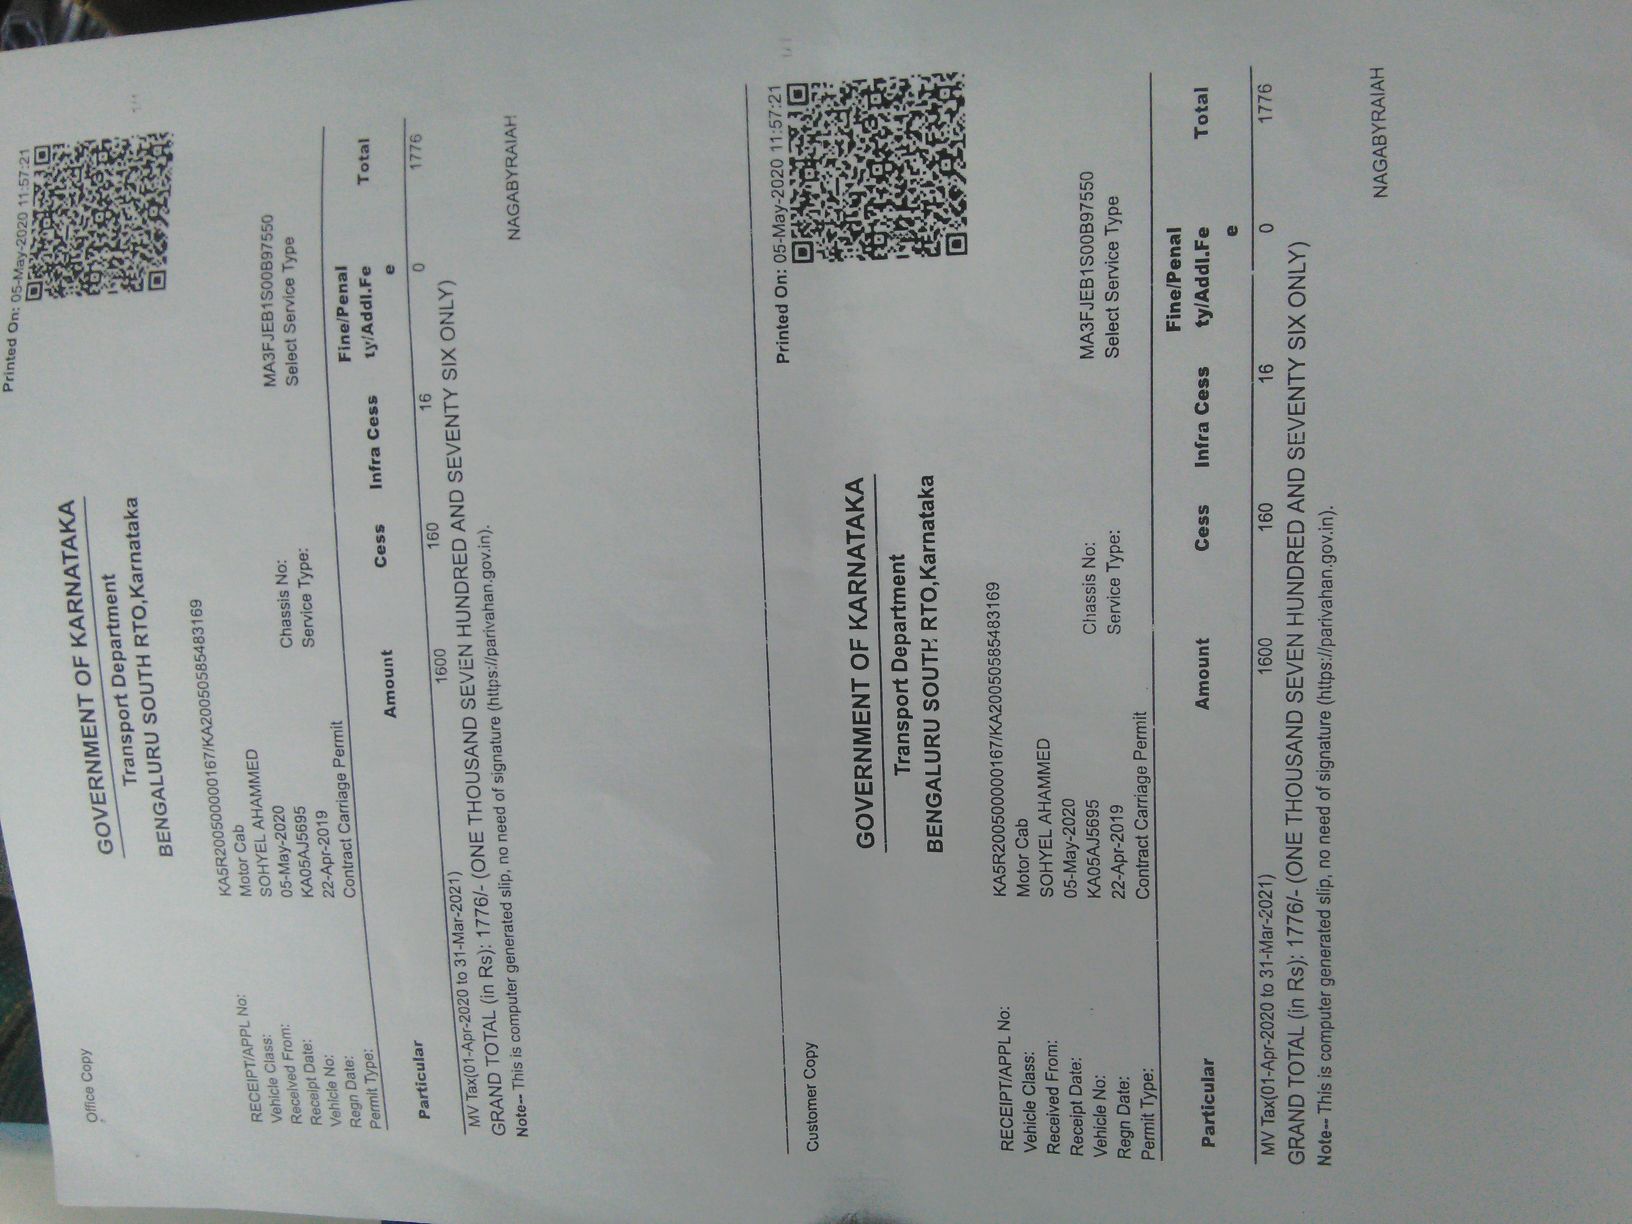 Office Copy
Printed On: 05-May-2020 11:57:21
1/1
GOVERNMENT OF KARNATAKA
Transport Department
BENGALURU SOUTH RTO,Karnataka
RECEIPT/APPL No: KA5R200500000167/KA20050585483169
Vehicle Class: Motor Cab
Received From: SOHYEL AHAMMED
Receipt Date: 05-May-2020 Chassis No: MA3FJEB1S00B97550
Vehicle No: KA05AJ5695 Service Type: Select Service Type
Regn Date: 22-Apr-2019
Permit Type: Contract Carriage Permit
Particular Amount Cess Infra Cess Fine/Penal
ty/Addl.Fe
e Total
MV Tax(01-Apr-2020 to 31-Mar-2021) 1600 160 16 0 1776
GRAND TOTAL (in Rs): 1776/- (ONE THOUSAND SEVEN HUNDRED AND SEVENTY SIX ONLY)
Note-- This is computer generated slip, no need of signature (https://parivahan.gov.in).
NAGABYRAIAH
Customer Copy
Printed On: 05-May-2020 11:57:21
1/1
GOVERNMENT OF KARNATAKA
Transport Department
BENGALURU SOUTH RTO,Karnataka
RECEIPT/APPL No: KA5R200500000167/KA20050585483169
Vehicle Class: Motor Cab
Received From: SOHYEL AHAMMED
Receipt Date: 05-May-2020
Vehicle No: KA05AJ5695 Chassis No: MA3FJEB1S00B97550
Regn Date: 22-Apr-2019 Service Type: Select Service Type
Permit Type: Contract Carriage Permit
Particular Amount Cess Infra Cess Fine/Penal
ty/Addl.Fe
e Total
MV Tax(01-Apr-2020 to 31-Mar-2021) 1600 160 16 0 1776
GRAND TOTAL (in Rs): 1776/- (ONE THOUSAND SEVEN HUNDRED AND SEVENTY SIX ONLY)
Note-- This is computer generated slip, no need of signature (https://parivahan.gov.in).
NAGABYRAIAH